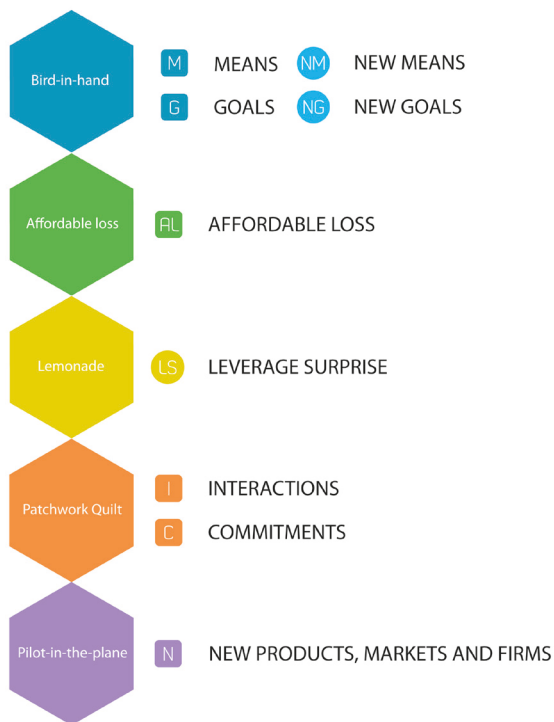 Bird-in-hand
M MEANS NM NEW MEANS
G GOALS NG NEW GOALS
Affordable loss AL AFFORDABLE LOSS
Lemonade LS LEVERAGE SURPRISE
I INTERACTIONS
Patchwork Quilt
C COMMITMENTS
Pilot-in-the-plane N NEW PRODUCTS, MARKETS AND FIRMS